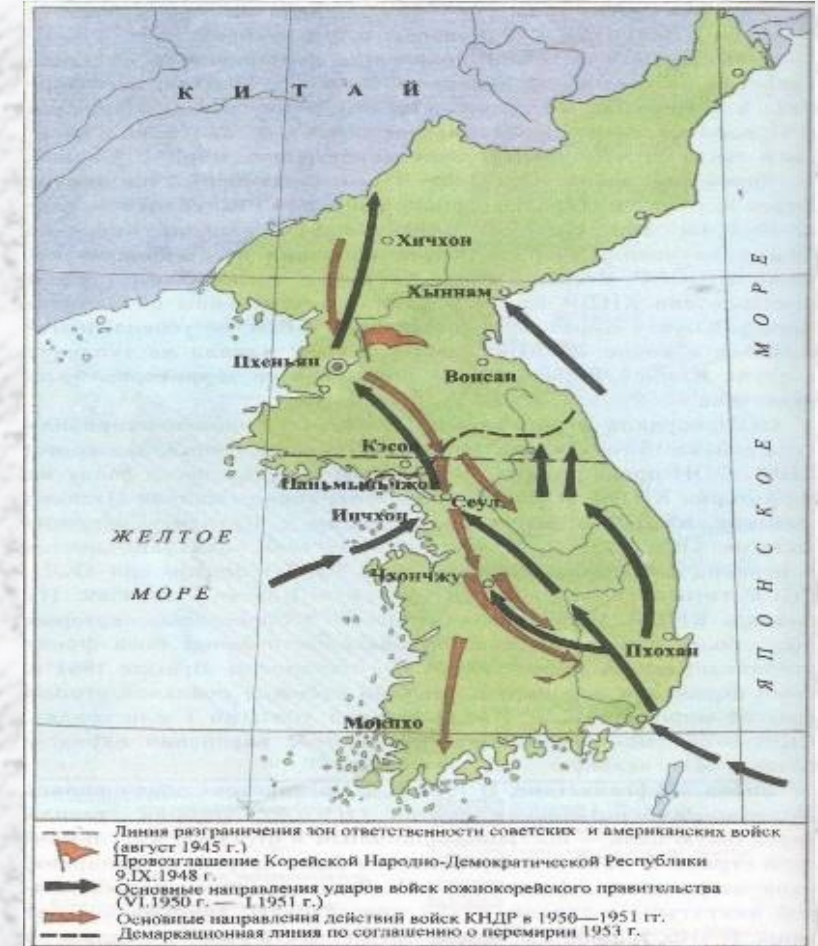 КИТАЙ
Хичхон
Хыннам
Пхеньян
Вонсан
Кэсон
Паньмыньчжон
Сеул
Инчхон
ЖЕЛТОЕ
МОРЕ
Чхончжу
Пхохан
Мокпхо
ЯПОНСКОЕ МОРЕ
Линия разграничения зон ответственности советских и американских войск
(август 1945 г.)
Провозглашение Корейской Народно-Демократической Республики
9.IX.1948 г.
Основные направления ударов войск южнокорейского правительства
(VI.1950 г. — I.1951 г.)
Основные направления действий войск КНДР в 1950—1951 гг.
Демаркационная линия по соглашению о перемирии 1953 г.